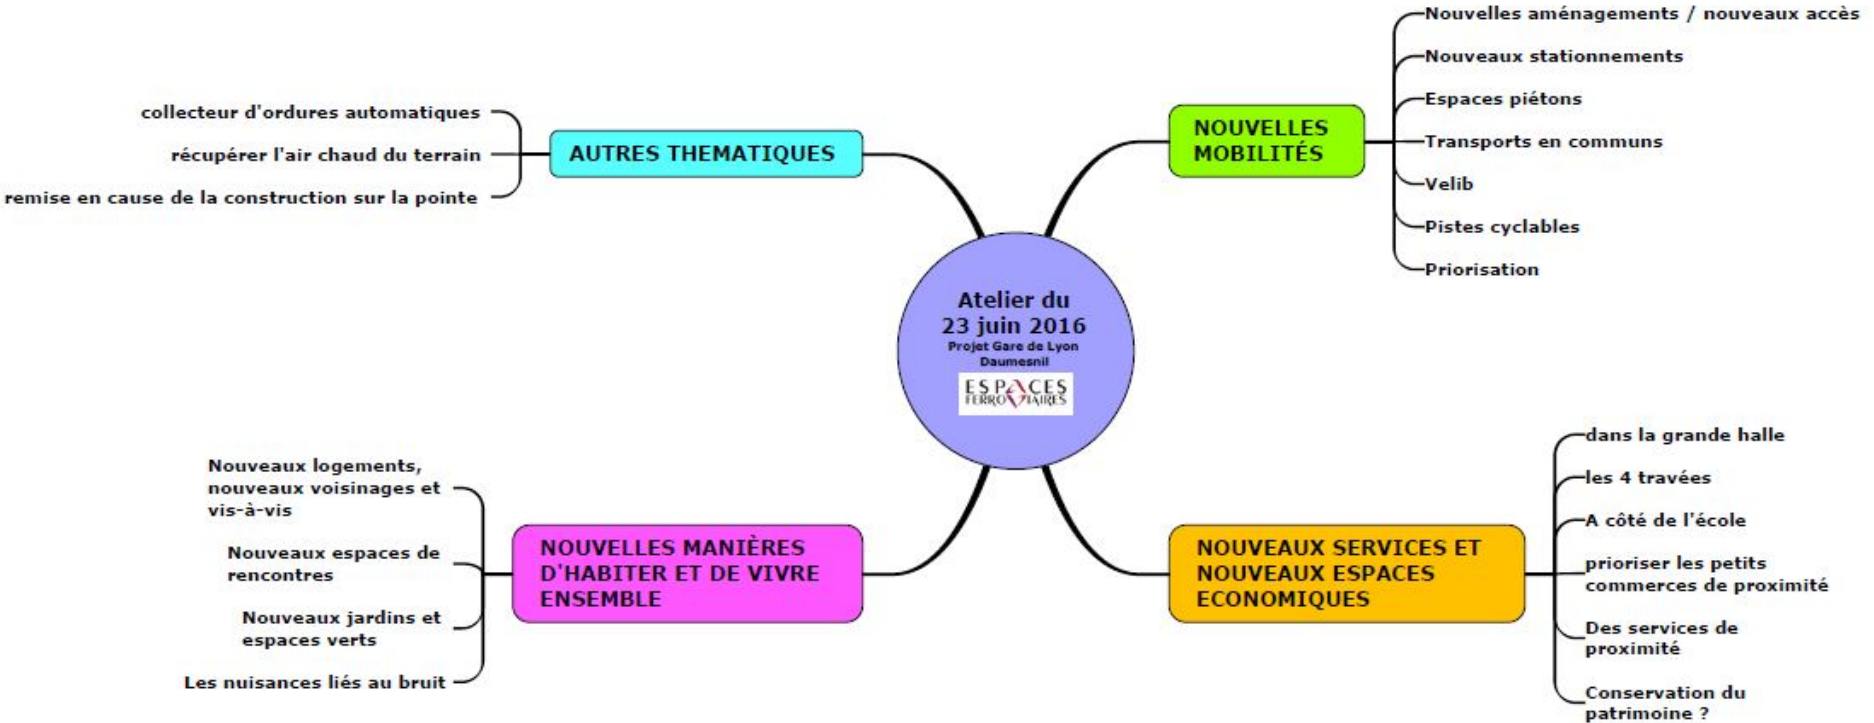 Atelier du
23 juin 2016
Projet Gare de Lyon
Daumesnil
ESPACES
FERROVIAIRES
NOUVELLES
MOBILITÉS
Nouvelles aménagements / nouveaux accès
Nouveaux stationnements
Espaces piétons
Transports en communs
Velib
Pistes cyclables
Priorisation
NOUVEAUX SERVICES ET
NOUVEAUX ESPACES
ECONOMIQUES
dans la grande halle
les 4 travées
A côté de l'école
prioriser les petits
commerces de proximité
Des services de
proximité
Conservation du
patrimoine ?
NOUVELLES MANIÈRES
D'HABITER ET DE VIVRE
ENSEMBLE
Nouveaux logements,
nouveaux voisinages et
vis-à-vis
Nouveaux espaces de
rencontres
Nouveaux jardins et
espaces verts
Les nuisances liés au bruit
AUTRES THEMATIQUES
collecteur d'ordures automatiques
récupérer l'air chaud du terrain
remise en cause de la construction sur la pointe